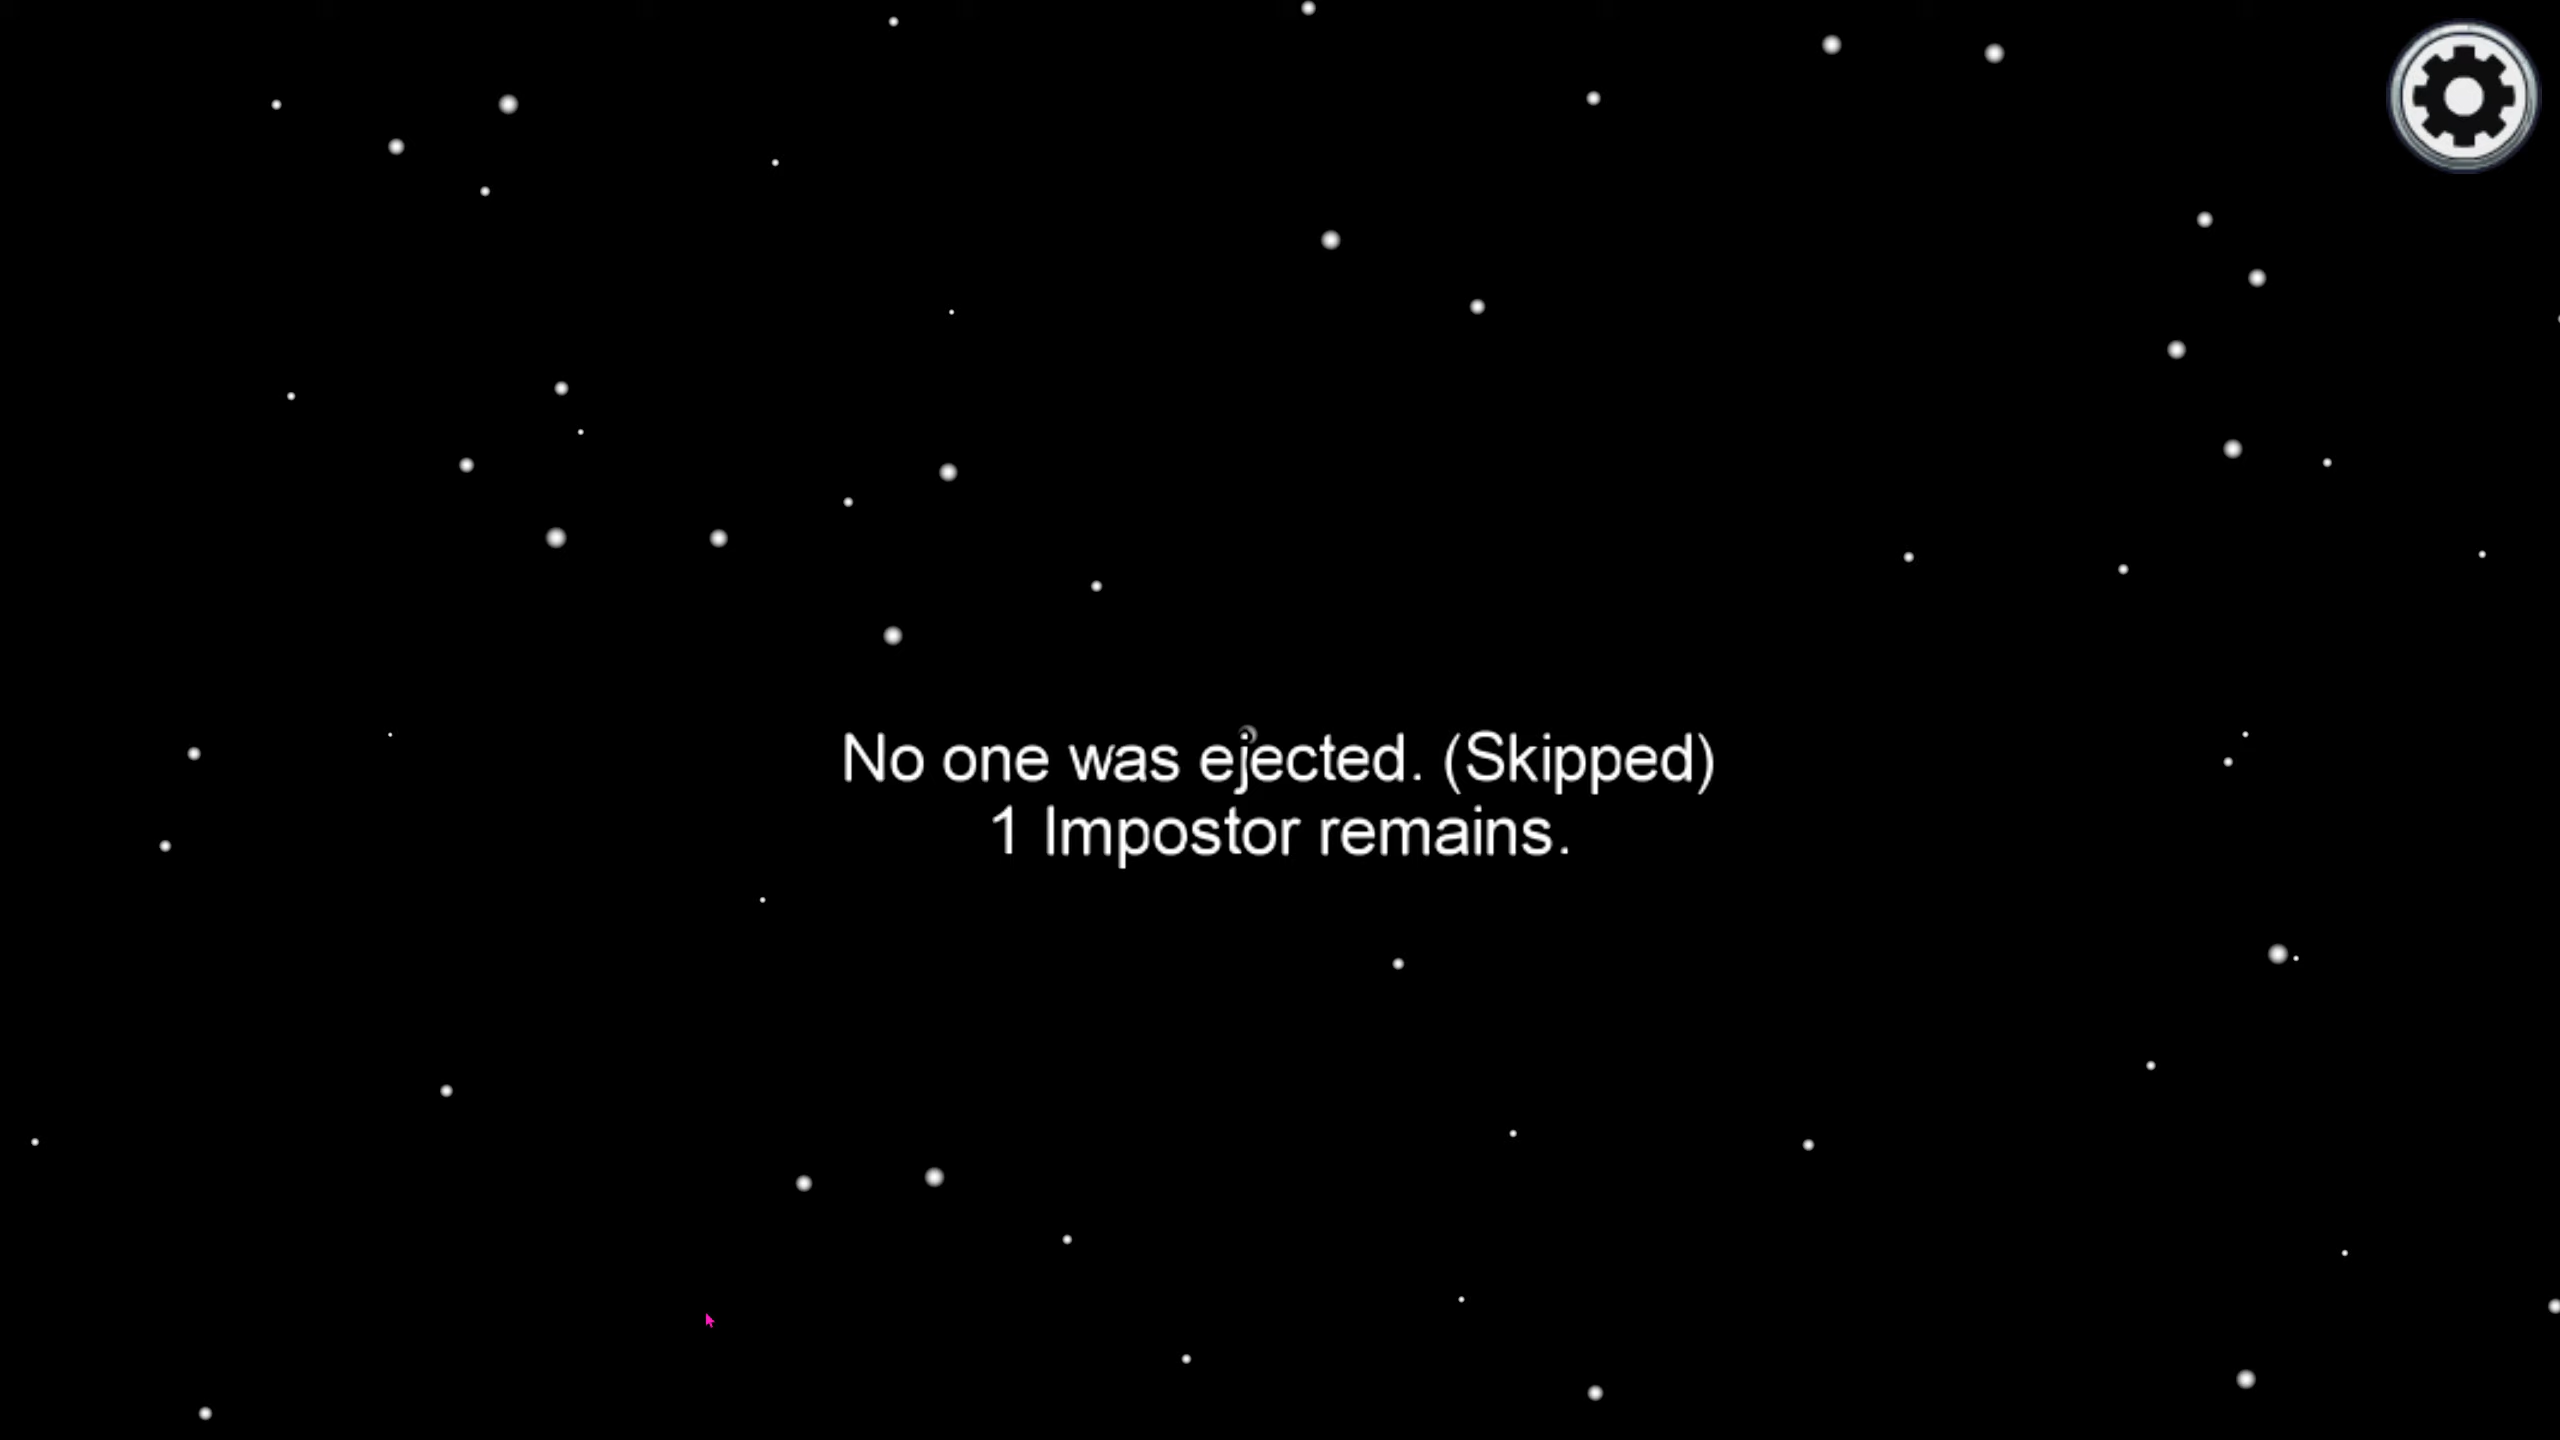 No one was ejected. (Skipped)
1 Impostor remains.